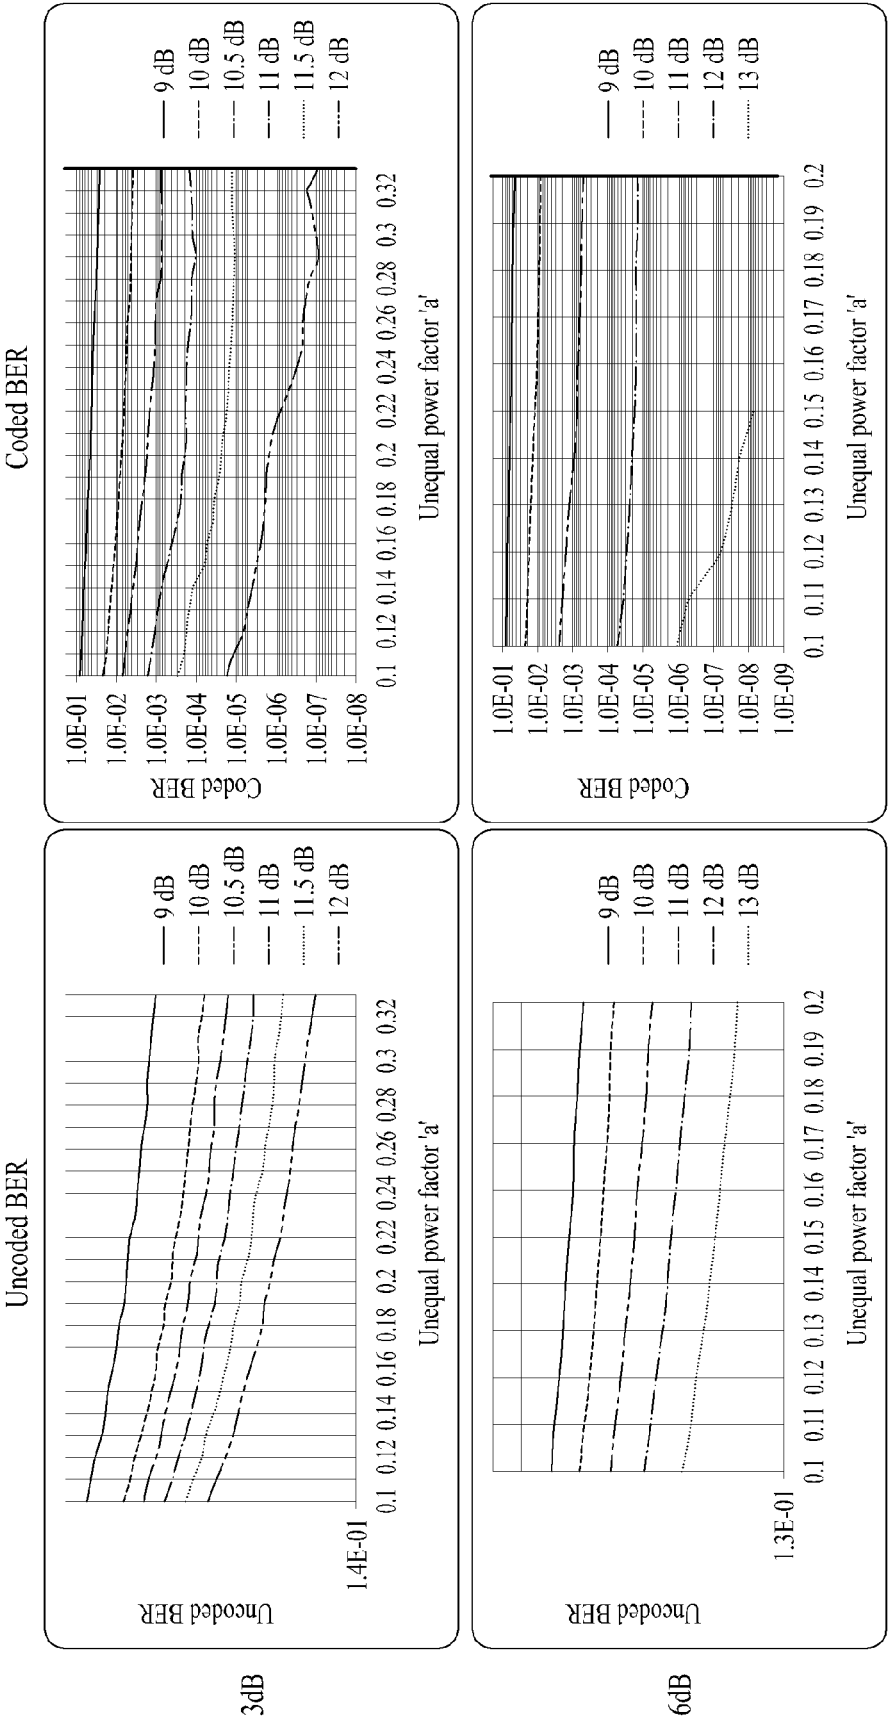 Uncoded BER
Coded BER
3dB
Uncoded BER
1.4E-01
0.1 0.12 0.14 0.16 0.18 0.2 0.22 0.24 0.26 0.28 0.3 0.32
Unequal power factor 'a'
9 dB
10 dB
10.5 dB
11 dB
11.5 dB
12 dB
Coded BER
1.0E-01
1.0E-02
1.0E-03
1.0E-04
1.0E-05
1.0E-06
1.0E-07
1.0E-08
0.1 0.12 0.14 0.16 0.18 0.2 0.22 0.24 0.26 0.28 0.3 0.32
Unequal power factor 'a'
9 dB
10 dB
10.5 dB
11 dB
11.5 dB
12 dB
6dB
Uncoded BER
1.3E-01
0.1 0.11 0.12 0.13 0.14 0.15 0.16 0.17 0.18 0.19 0.2
Unequal power factor 'a'
9 dB
10 dB
11 dB
12 dB
13 dB
Coded BER
1.0E-01
1.0E-02
1.0E-03
1.0E-04
1.0E-05
1.0E-06
1.0E-07
1.0E-08
1.0E-09
0.1 0.11 0.12 0.13 0.14 0.15 0.16 0.17 0.18 0.19 0.2
Unequal power factor 'a'
9 dB
10 dB
11 dB
12 dB
13 dB